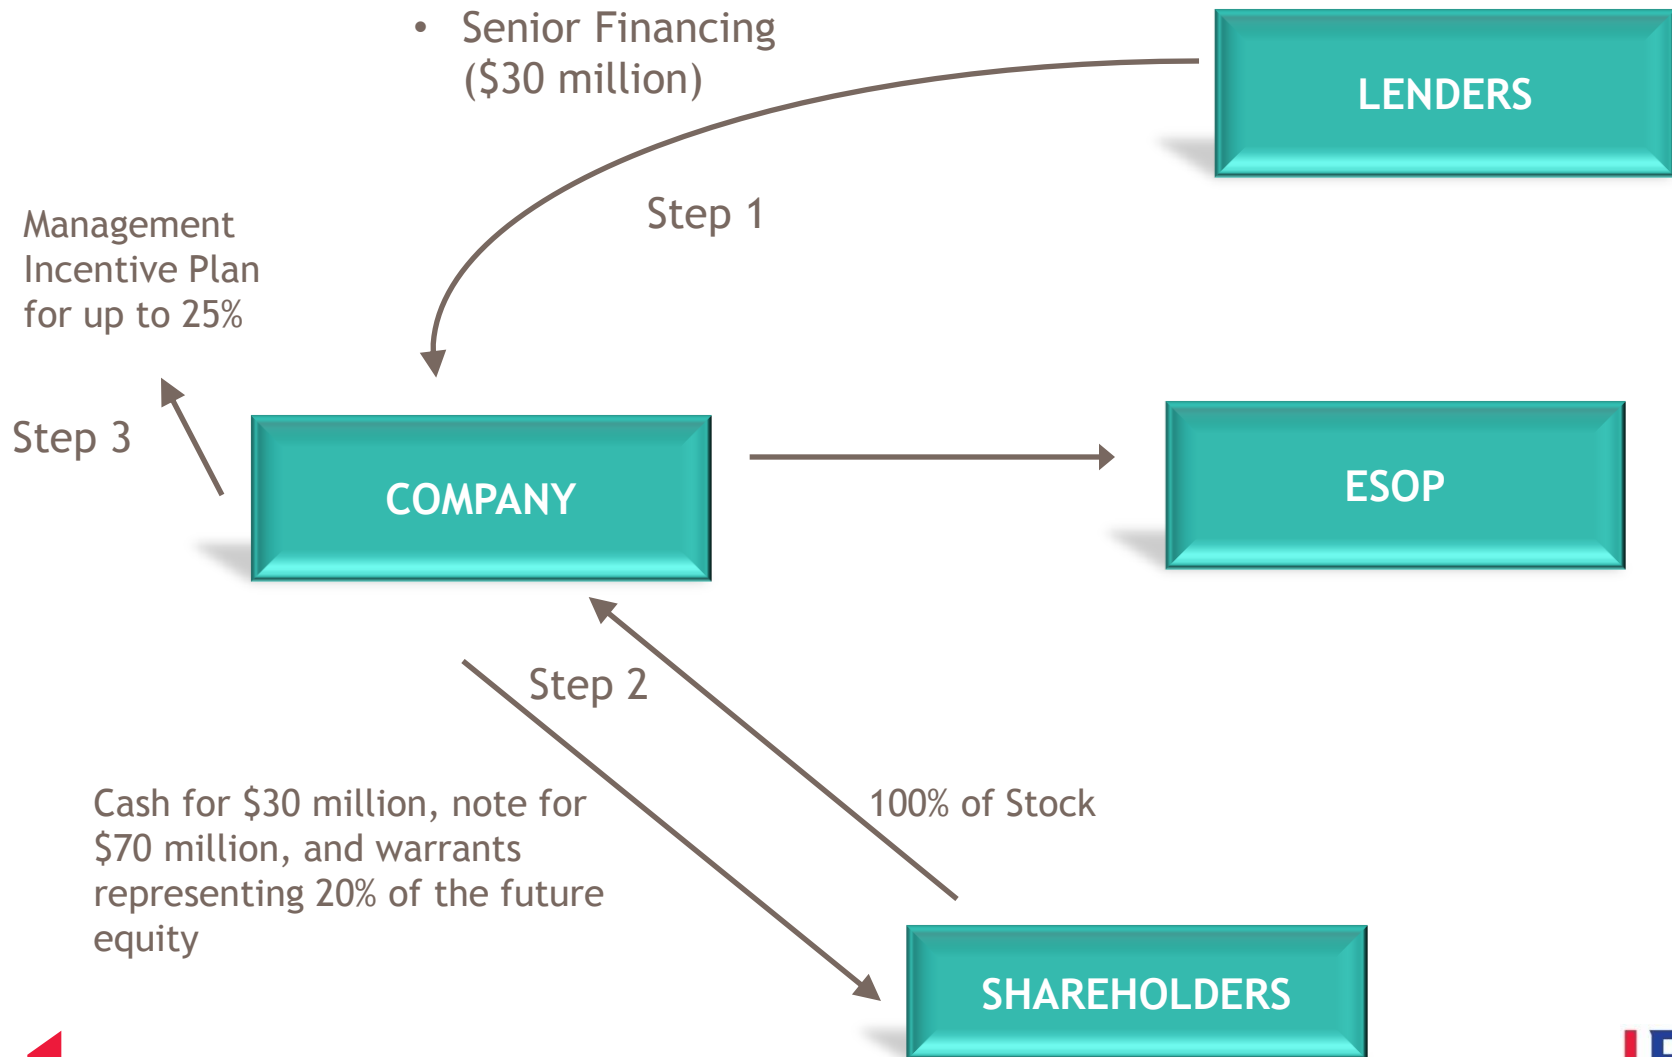 • Senior Financing
($30 million)
LENDERS
Step 1
Management
Incentive Plan
for up to 25%
Step 3
COMPANY
ESOP
Step 2
Cash for $30 million, note for
$70 million, and warrants
representing 20% of the future
equity
100% of Stock
SHAREHOLDERS